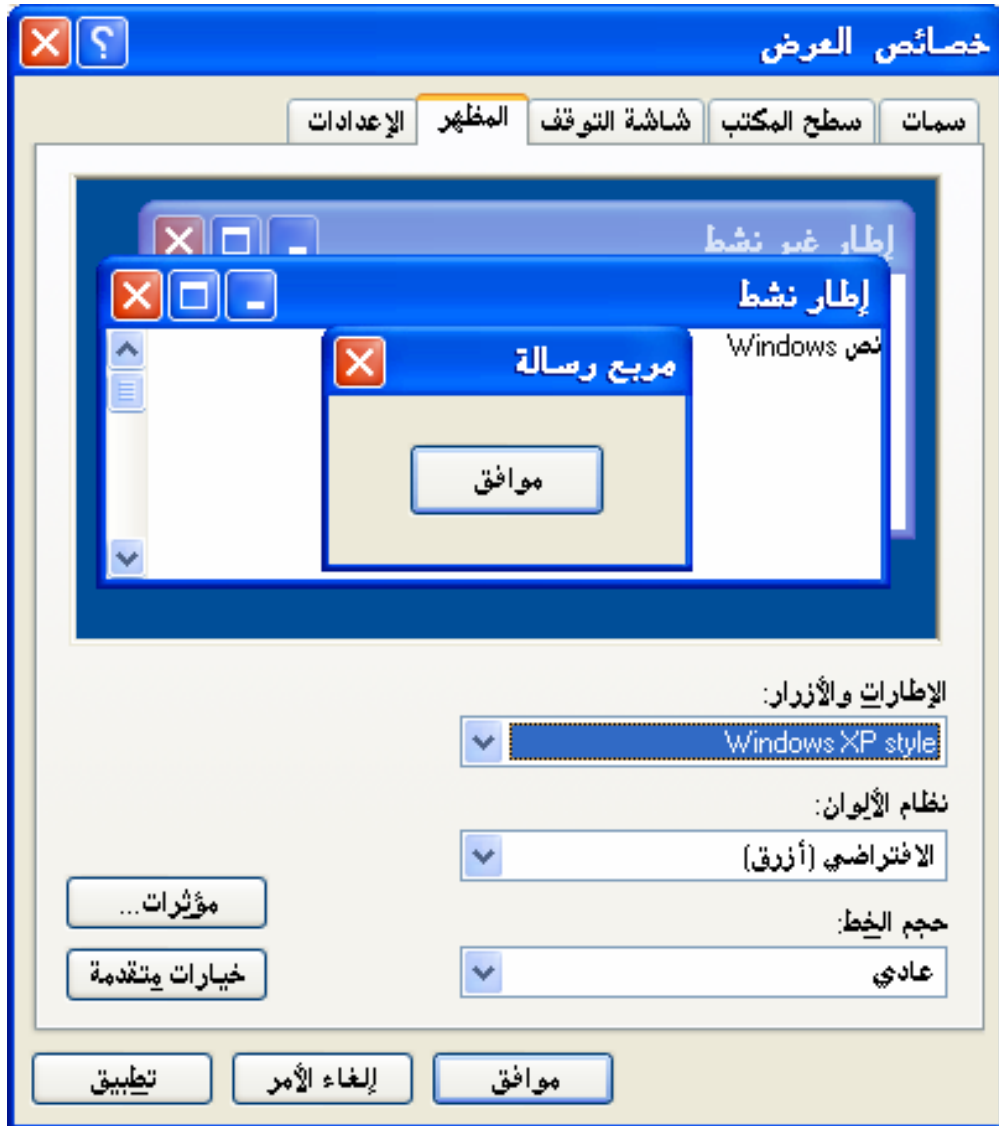 خصائص العرض
سمات سطح المكتب شاشة التوقف المظهر الإعدادات
إطار غير نشط
إطار نشط
نص Windows
مربع رسالة
موافق
الإطارات والأزرار:
Windows XP style
نظام الألوان:
الافتراضي (أزرق)
مؤثرات...
حجم الخط:
عادي
خيارات متقدمة
موافق إلغاء الأمر تطبيق